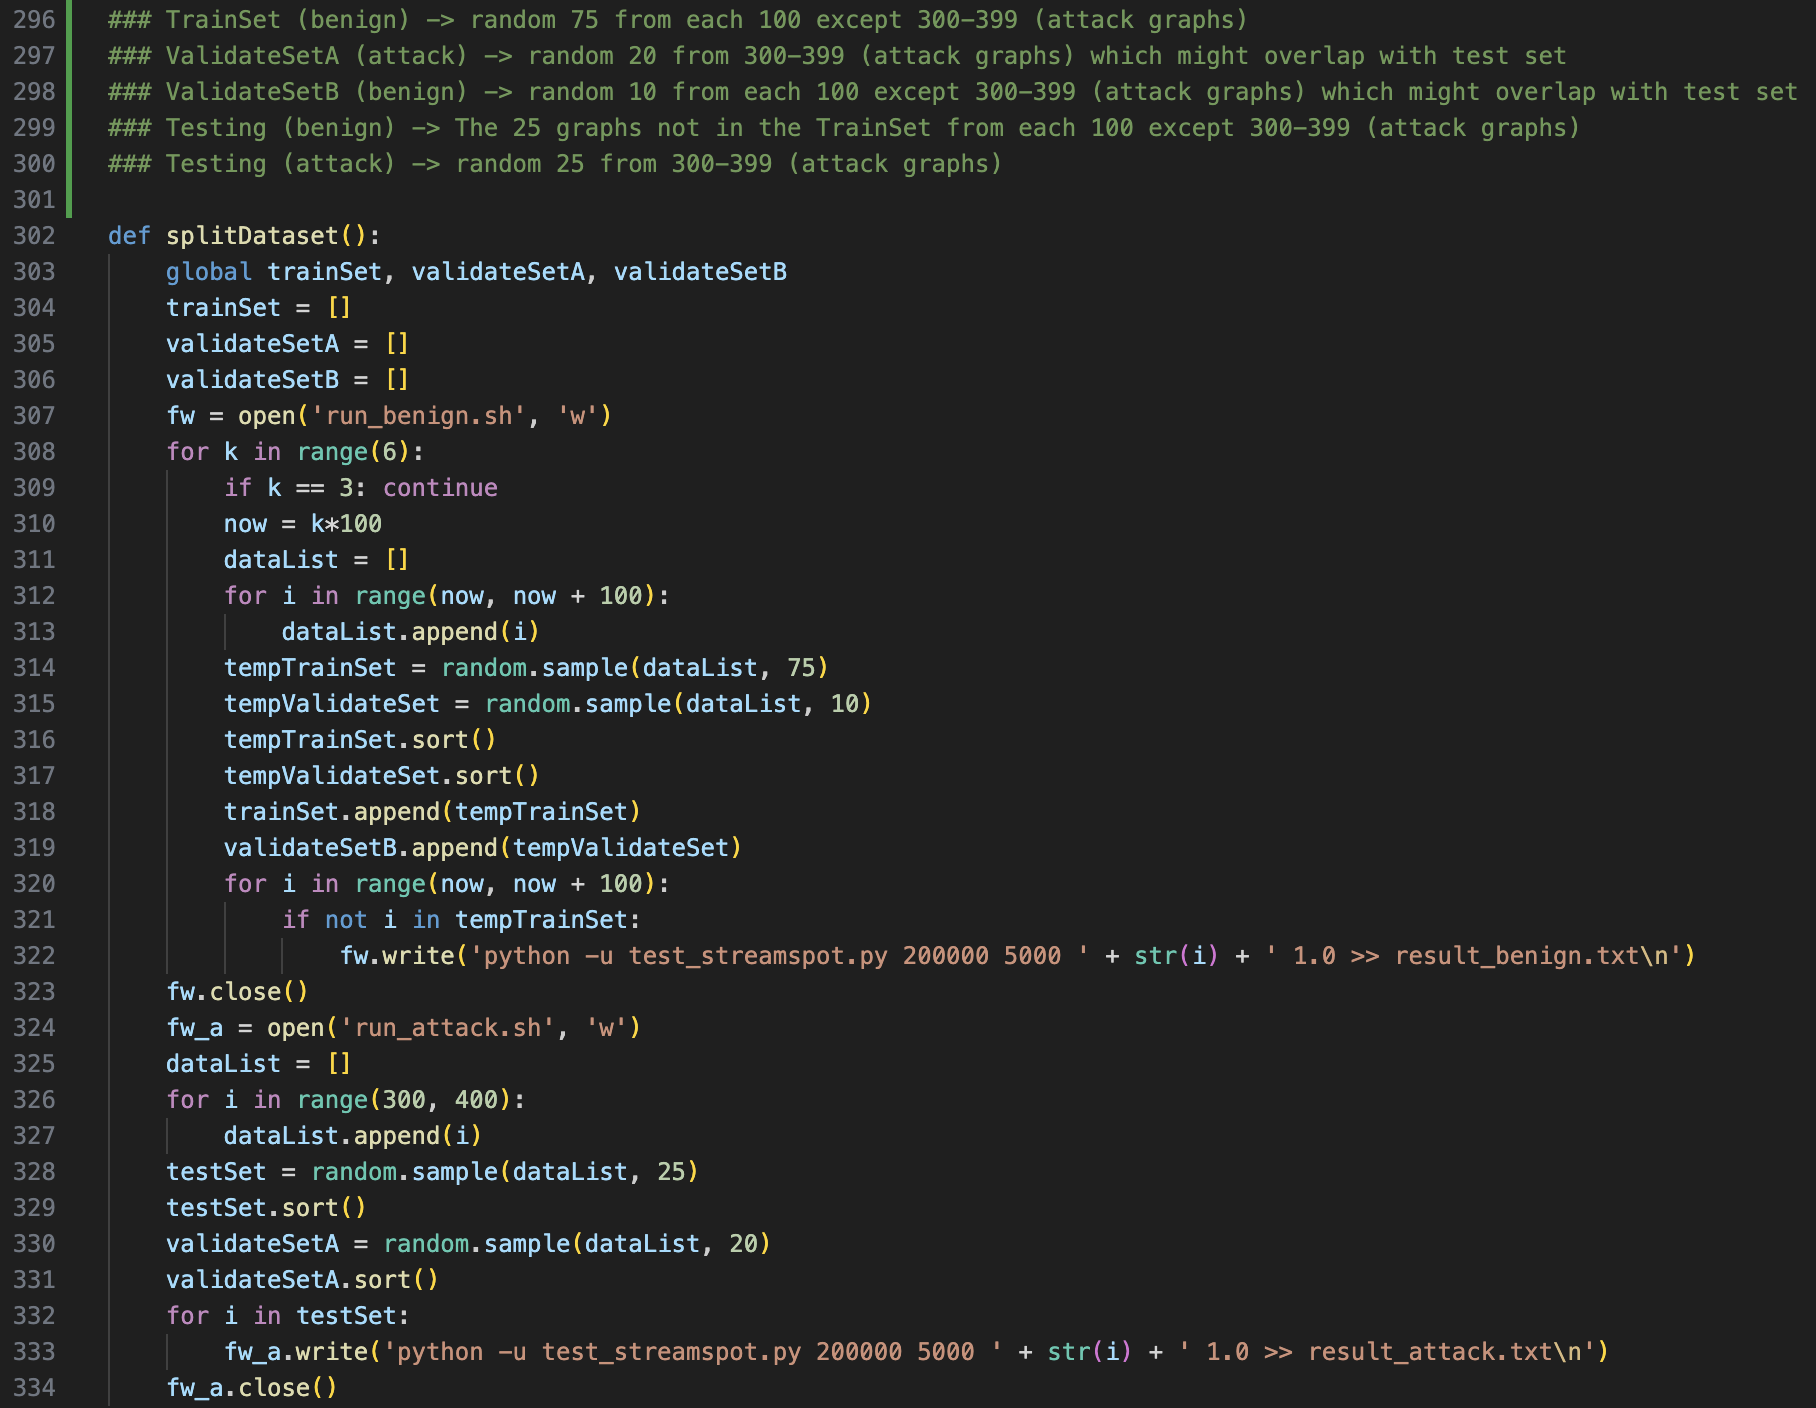 296 ### TrainSet (benign) -> random 75 from each 100 except 300-399 (attack graphs)
297 ### ValidateSetA (attack) -> random 20 from 300-399 (attack graphs) which might overlap with test set
298 ### ValidateSetB (benign) -> random 10 from each 100 except 300-399 (attack graphs) which might overlap with test set
299 ### Testing (benign) -> The 25 graphs not in the TrainSet from each 100 except 300-399 (attack graphs)
300 ### Testing (attack) -> random 25 from 300-399 (attack graphs)
301
302 def splitDataset():
303     global trainSet, validateSetA, validateSetB
304     trainSet = []
305     validateSetA = []
306     validateSetB = []
307     fw = open('run_benign.sh', 'w')
308     for k in range(6):
309         if k == 3: continue
310         now = k*100
311         dataList = []
312         for i in range(now, now + 100):
313             dataList.append(i)
314         tempTrainSet = random.sample(dataList, 75)
315         tempValidateSet = random.sample(dataList, 10)
316         tempTrainSet.sort()
317         tempValidateSet.sort()
318         trainSet.append(tempTrainSet)
319         validateSetB.append(tempValidateSet)
320         for i in range(now, now + 100):
321             if not i in tempTrainSet:
322                 fw.write('python -u test_streamspot.py 200000 5000 ' + str(i) + ' 1.0 >> result_benign.txt\n')
323     fw.close()
324     fw_a = open('run_attack.sh', 'w')
325     dataList = []
326     for i in range(300, 400):
327         dataList.append(i)
328     testSet = random.sample(dataList, 25)
329     testSet.sort()
330     validateSetA = random.sample(dataList, 20)
331     validateSetA.sort()
332     for i in testSet:
333         fw_a.write('python -u test_streamspot.py 200000 5000 ' + str(i) + ' 1.0 >> result_attack.txt\n')
334     fw_a.close()